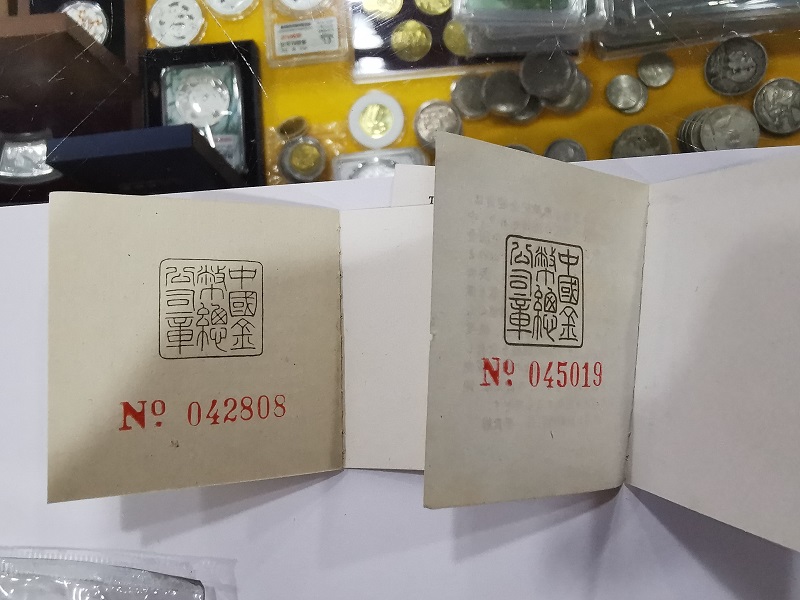 中國金
幣總
公司章
Nº 042808
中國金
幣總
公司章
Nº 045019